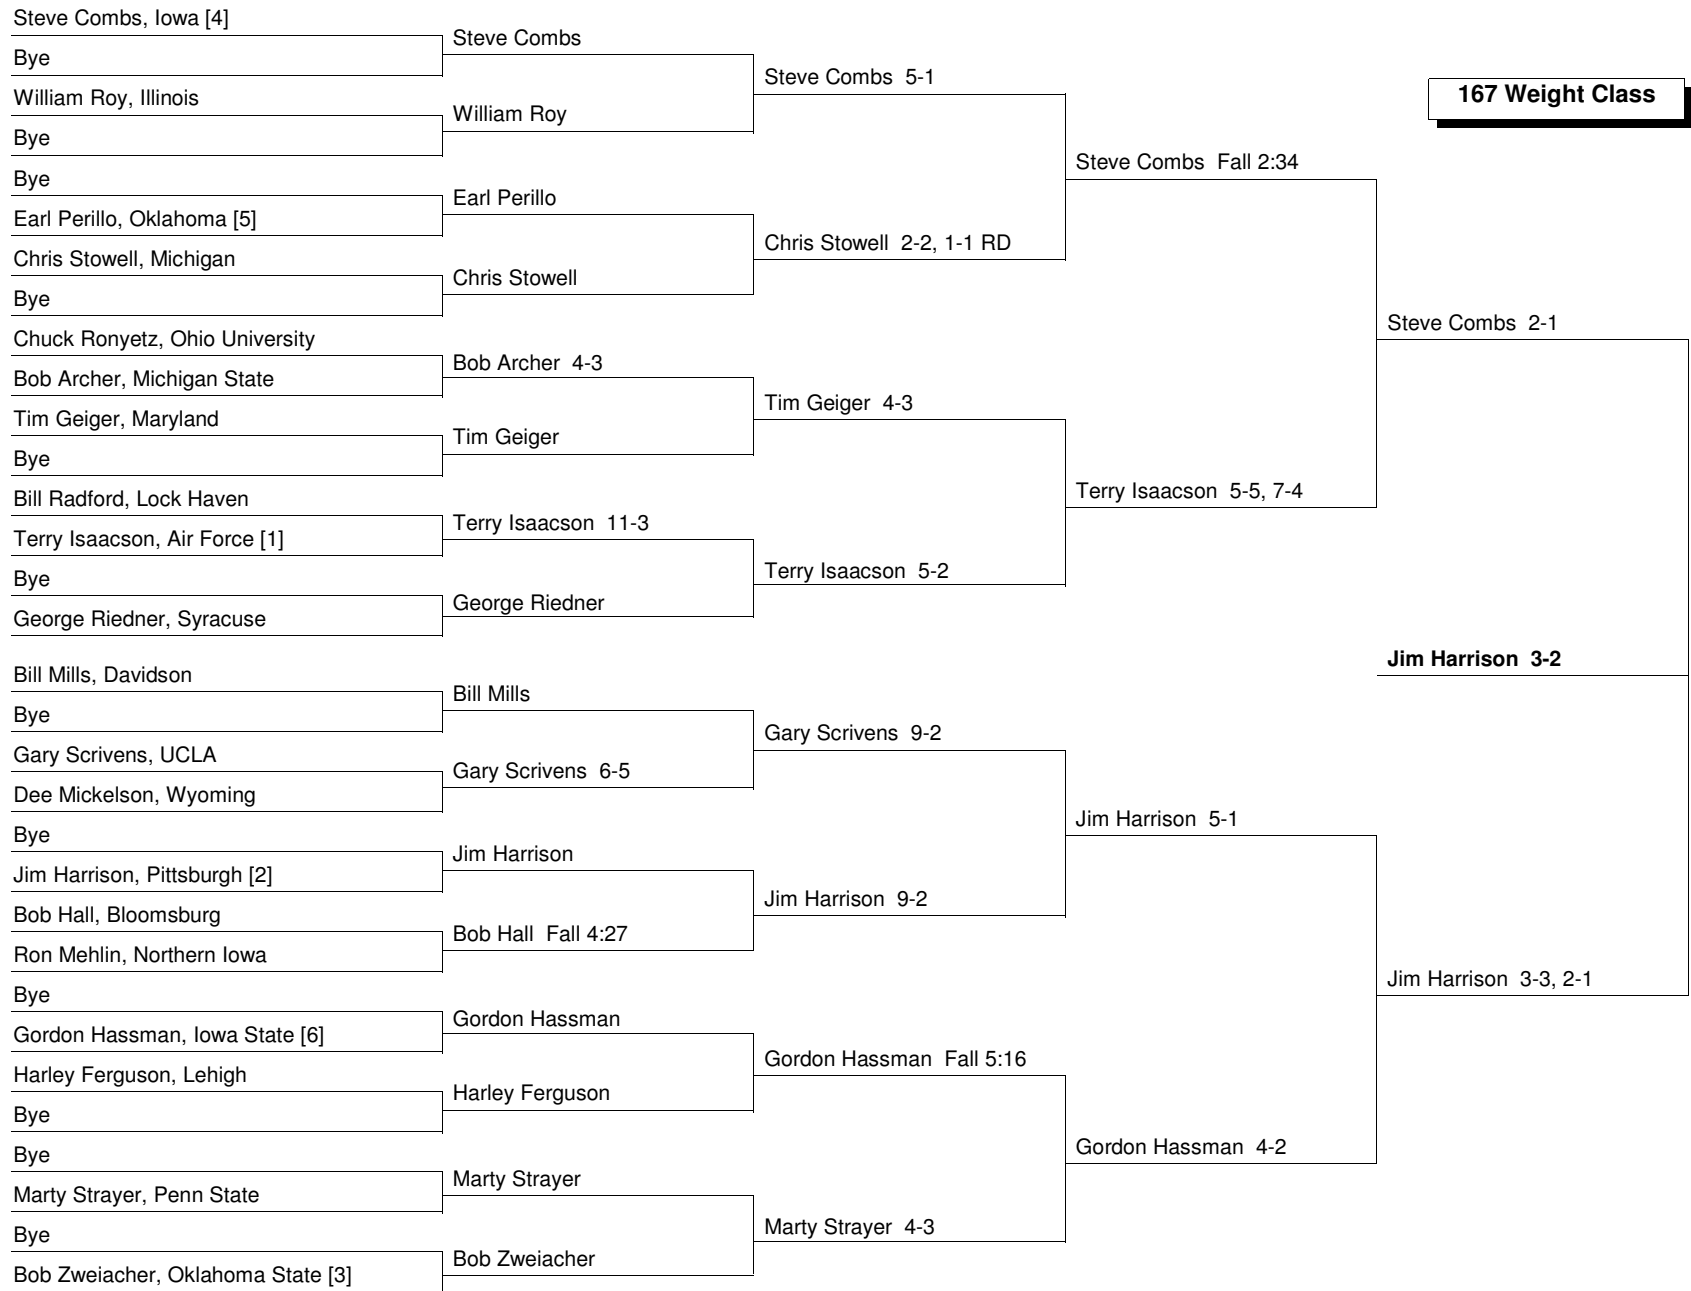 Steve Combs, Iowa [4]
Bye
William Roy, Illinois
Bye
Bye
Earl Perillo, Oklahoma [5]
Chris Stowell, Michigan
Bye
Chuck Ronyetz, Ohio University
Bob Archer, Michigan State
Tim Geiger, Maryland
Bye
Bill Radford, Lock Haven
Terry Isaacson, Air Force [1]
Bye
George Riedner, Syracuse
Bill Mills, Davidson
Bye
Gary Scrivens, UCLA
Dee Mickelson, Wyoming
Bye
Jim Harrison, Pittsburgh [2]
Bob Hall, Bloomsburg
Ron Mehlin, Northern Iowa
Bye
Gordon Hassman, Iowa State [6]
Harley Ferguson, Lehigh
Bye
Bye
Marty Strayer, Penn State
Bye
Bob Zweiacher, Oklahoma State [3]
Steve Combs
William Roy
Earl Perillo
Chris Stowell
Bob Archer 4-3
Tim Geiger
Terry Isaacson 11-3
George Riedner
Bill Mills
Gary Scrivens 6-5
Jim Harrison
Bob Hall Fall 4:27
Gordon Hassman
Harley Ferguson
Marty Strayer
Bob Zweiacher
Steve Combs 5-1
Chris Stowell 2-2, 1-1 RD
Tim Geiger 4-3
Terry Isaacson 5-2
Gary Scrivens 9-2
Jim Harrison 9-2
Gordon Hassman Fall 5:16
Marty Strayer 4-3
Steve Combs Fall 2:34
Terry Isaacson 5-5, 7-4
Jim Harrison 5-1
Gordon Hassman 4-2
167 Weight Class
Steve Combs 2-1
Jim Harrison 3-2
Jim Harrison 3-3, 2-1